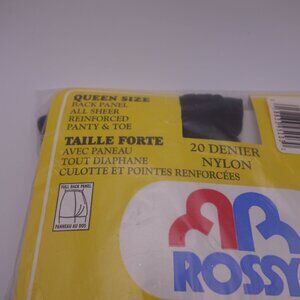 QUEEN SIZE
BACK PANEL
ALL SHEER
REINFORCED
PANTY & TOE
TAILLE FORTE
AVEC PANEAU
TOUT DIAPHANE
CULOTTE ET POINTES RENFORCÉES
20 DENIER
NYLON
FULL BACK PANEL
PANNEAU AU DOS
ROSSY